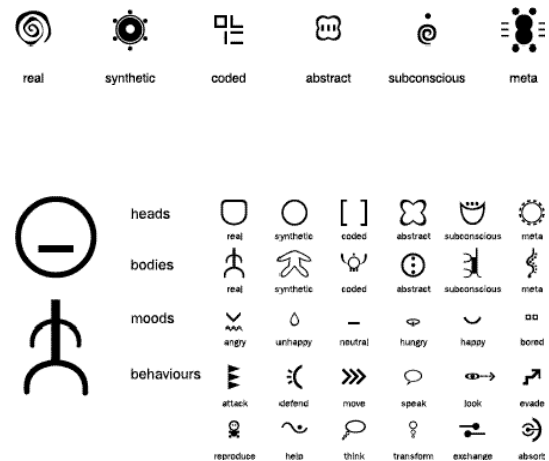 real synthetic coded abstract subconscious meta
heads
real synthetic coded abstract subconscious meta
bodies
real synthetic coded abstract subconscious meta
moods
angry unhappy neutral hungry happy bored
behaviours
attack defend move speak look evade
reproduce help think transform exchange absorb